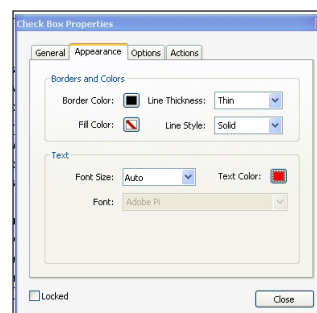 Check Box Properties
General Appearance Options Actions
Borders and Colors
Border Color: Line Thickness: Thin
Fill Color: Line Style: Solid
Text
Font Size: Auto Text Color:
Font: Adobe Pi
Locked Close